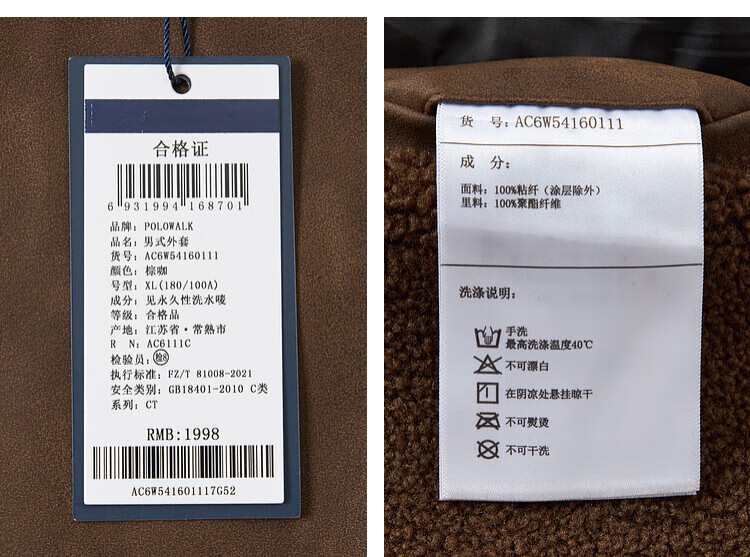 合格证
6 931994 168701
品牌: POLOWALK
品名: 男式外套
货号: AC6W54160111
颜色: 棕咖
号型: XL(180/100A)
成分: 见永久性洗水唛
等级: 合格品
产地: 江苏省·常熟市
R N: AC6111C
检验员: 检8
执行标准: FZ/T 81008-2021
安全类别: GB18401-2010 C类
系列: CT
RMB:1998
AC6W541601117G52
货 号: AC6W54160111
成 分:
面料: 100%粘纤 (涂层除外)
里料: 100%聚酯纤维
洗涤说明:
手洗
最高洗涤温度40℃
不可漂白
在阴凉处悬挂晾干
不可熨烫
不可干洗